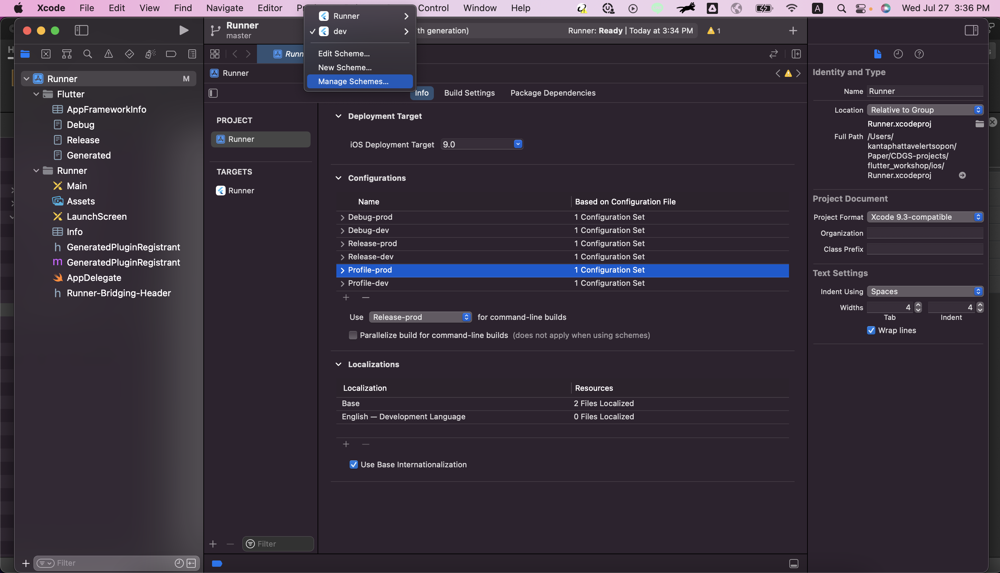 Xcode File Edit View Find Navigate Editor Control Window Help A Wed Jul 27 3:36 PM
Runner
dev
Edit Scheme...
New Scheme...
Manage Schemes...
Runner
master
th generation)
Runner: Ready | Today at 3:34 PM
1
Runner
M
Flutter
AppFrameworkInfo
Debug
Release
Generated
Runner
Main
Assets
LaunchScreen
Info
h GeneratedPluginRegistrant
m GeneratedPluginRegistrant
AppDelegate
h Runner-Bridging-Header
Filter
Runner
Info
Build Settings
Package Dependencies
PROJECT
Runner
TARGETS
Runner
Filter
Deployment Target
iOS Deployment Target 9.0
Configurations
Name Based on Configuration File
Debug-prod 1 Configuration Set
Debug-dev 1 Configuration Set
Release-prod 1 Configuration Set
Release-dev 1 Configuration Set
Profile-prod 1 Configuration Set
Profile-dev 1 Configuration Set
Use Release-prod for command-line builds
Parallelize build for command-line builds (does not apply when using schemes)
Localizations
Localization Resources
Base 2 Files Localized
English — Development Language 0 Files Localized
Use Base Internationalization
Identity and Type
Name Runner
Location Relative to Group
Runner.xcodeproj
Full Path /Users/
kantaphattavelertsopon/
Paper/CDGS-projects/
flutter_workshop/ios/
Runner.xcodeproj
Project Document
Project Format Xcode 9.3-compatible
Organization
Class Prefix
Text Settings
Indent Using Spaces
Widths 4 4
Tab Indent
Wrap lines